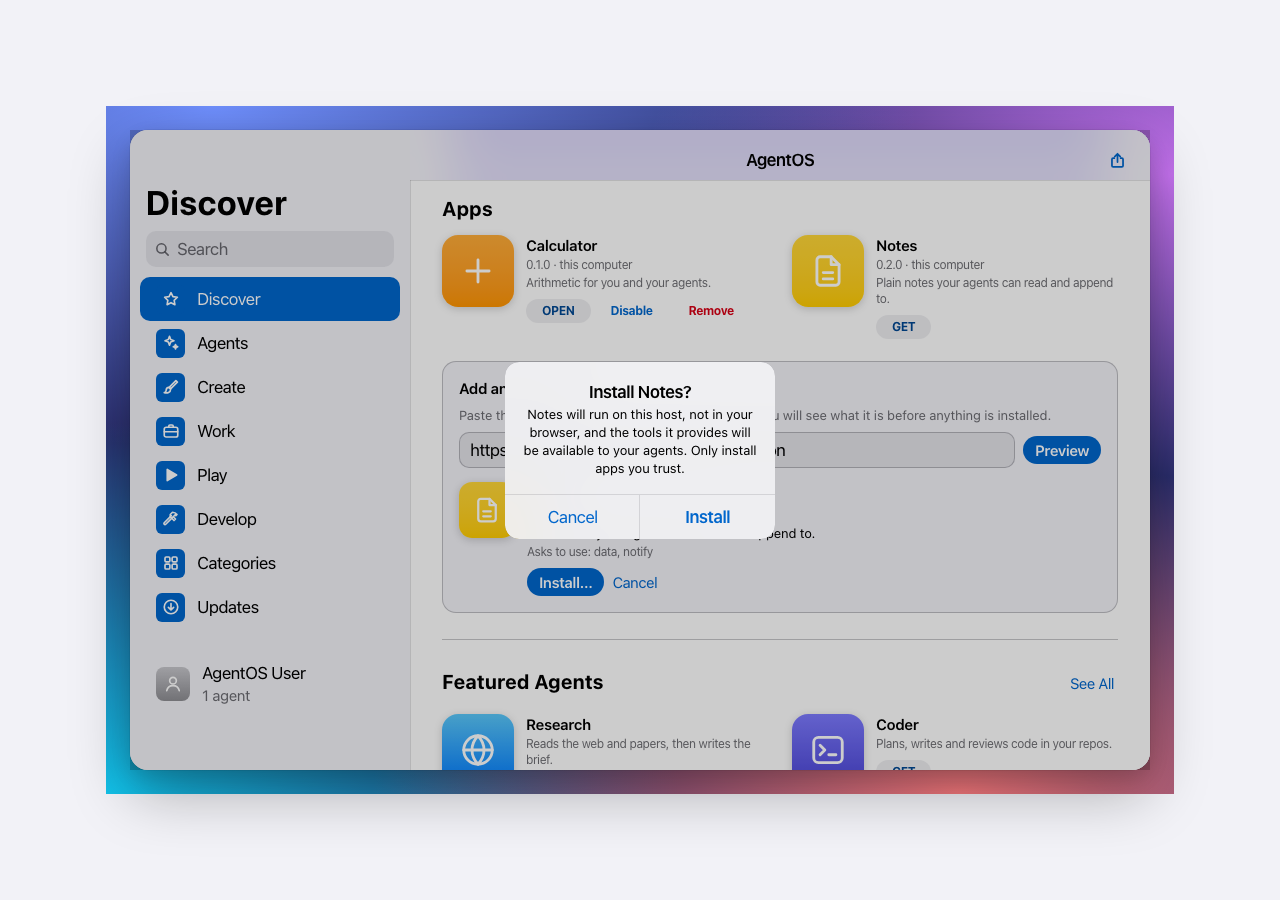 AgentOS
Discover
Search
Discover
Agents
Create
Work
Play
Develop
Categories
Updates
AgentOS User
1 agent
Apps
Calculator
0.1.0 · this computer
Arithmetic for you and your agents.
OPEN
Disable
Remove
Notes
0.2.0 · this computer
Plain notes your agents can read and append
to.
GET
Install Notes?
Notes will run on this host, not in your
browser, and the tools it provides will
be available to your agents. Only install
apps you trust.
Cancel
Install
Add
Paste
will see what it is before anything is installed.
Preview
to.
Asks to use: data, notify
Install…
Cancel
Featured Agents
See All
Research
Reads the web and papers, then writes the
brief.
Coder
Plans, writes and reviews code in your repos.
GET